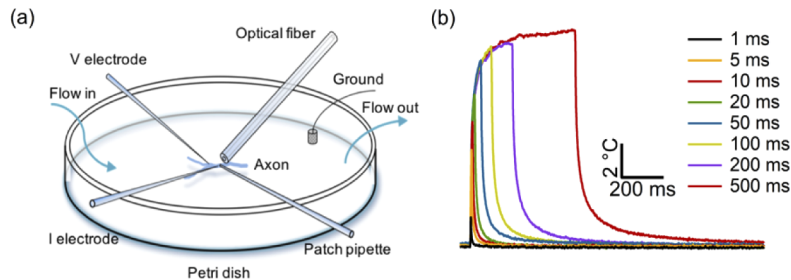 (a)
Optical fiber
V electrode
Ground
Flow in
Flow out
Axon
I electrode
Patch pipette
Petri dish
(b)
1 ms
5 ms
10 ms
20 ms
50 ms
100 ms
200 ms
500 ms
2 °C
200 ms